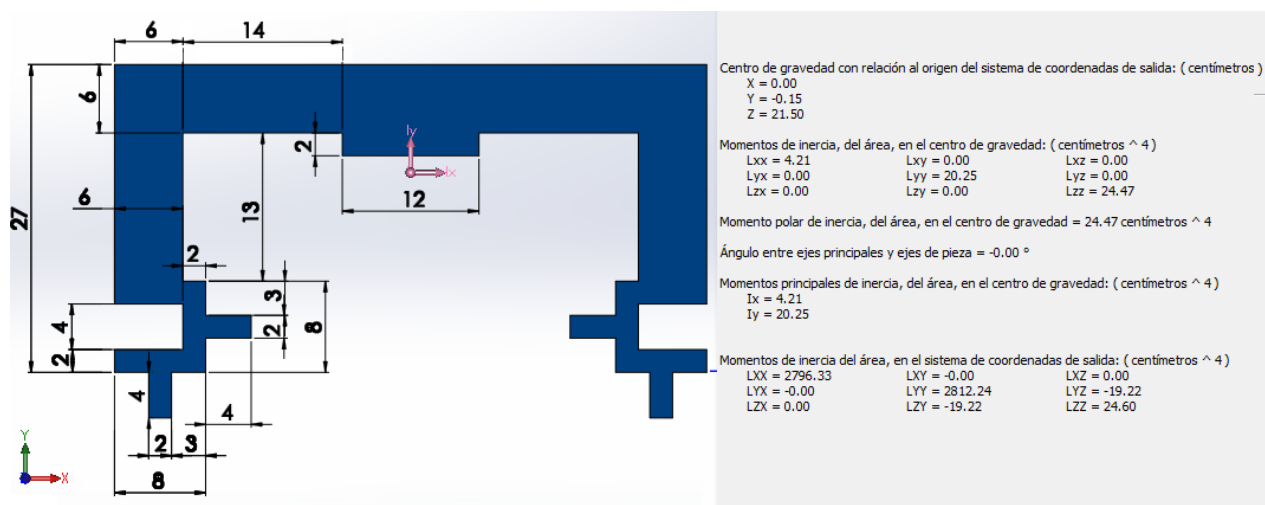 6 14
6
ly
2
lx
6
12
13
27
2
3
4
2
8
2
4
4
2 3
8
Y
X
Centro de gravedad con relación al origen del sistema de coordenadas de salida: ( centímetros )
X = 0.00
Y = -0.15
Z = 21.50
Momentos de inercia, del área, en el centro de gravedad: ( centímetros ^ 4 )
Lxx = 4.21 Lxy = 0.00 Lxz = 0.00
Lyx = 0.00 Lyy = 20.25 Lyz = 0.00
Lzx = 0.00 Lzy = 0.00 Lzz = 24.47
Momento polar de inercia, del área, en el centro de gravedad = 24.47 centímetros ^ 4
Ángulo entre ejes principales y ejes de pieza = -0.00 °
Momentos principales de inercia, del área, en el centro de gravedad: ( centímetros ^ 4 )
Ix = 4.21
Iy = 20.25
Momentos de inercia del área, en el sistema de coordenadas de salida: ( centímetros ^ 4 )
LXX = 2796.33 LXY = -0.00 LXZ = 0.00
LYX = -0.00 LYY = 2812.24 LYZ = -19.22
LZX = 0.00 LZY = -19.22 LZZ = 24.60